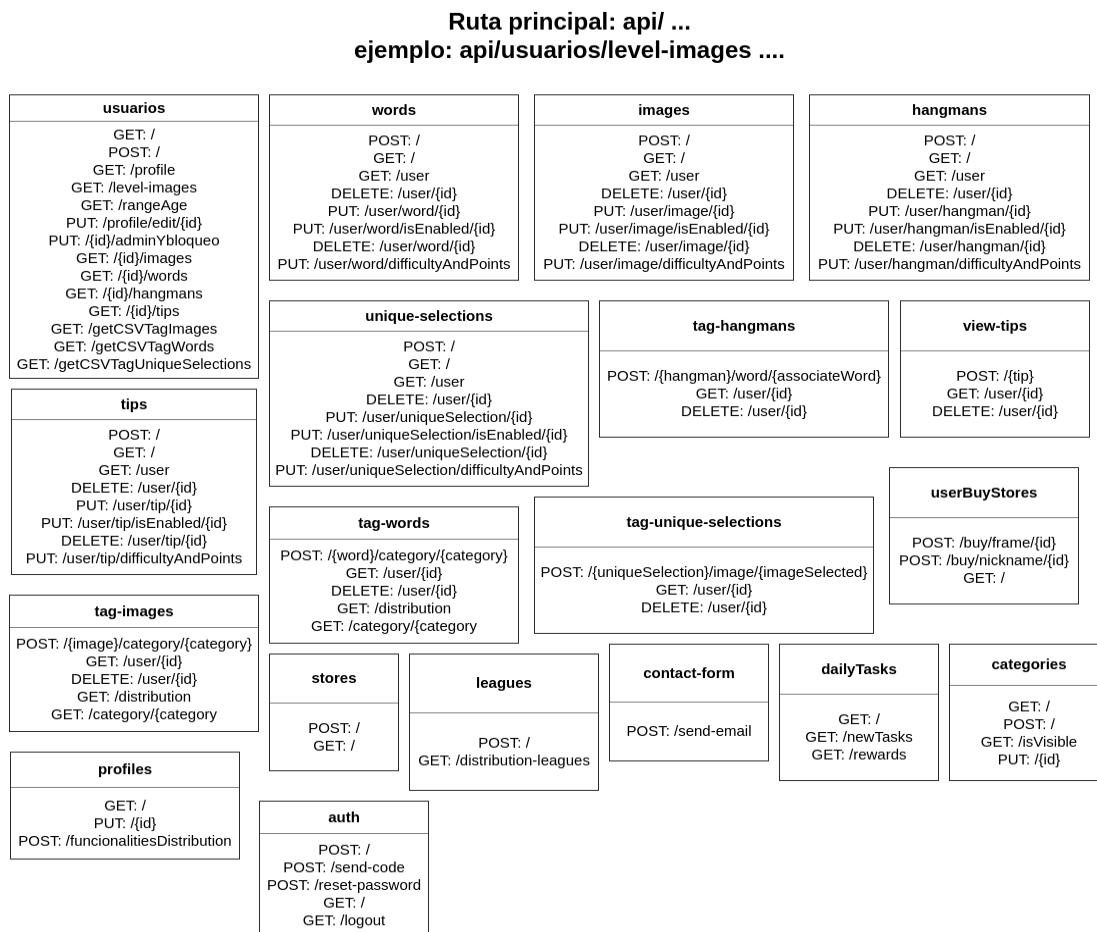 Ruta principal: api/ ...
ejemplo: api/usuarios/level-images ....
usuarios
GET: /
POST: /
GET: /profile
GET: /level-images
GET: /rangeAge
PUT: /profile/edit/{id}
PUT: /{id}/adminYbloqueo
GET: /{id}/images
GET: /{id}/words
GET: /{id}/hangmans
GET: /{id}/tips
GET: /getCSVTagImages
GET: /getCSVTagWords
GET: /getCSVTagUniqueSelections
words
POST: /
GET: /
GET: /user
DELETE: /user/{id}
PUT: /user/word/{id}
PUT: /user/word/isEnabled/{id}
DELETE: /user/word/{id}
PUT: /user/word/difficultyAndPoints
images
POST: /
GET: /
GET: /user
DELETE: /user/{id}
PUT: /user/image/{id}
PUT: /user/image/isEnabled/{id}
DELETE: /user/image/{id}
PUT: /user/image/difficultyAndPoints
hangmans
POST: /
GET: /
GET: /user
DELETE: /user/{id}
PUT: /user/hangman/{id}
PUT: /user/hangman/isEnabled/{id}
DELETE: /user/hangman/{id}
PUT: /user/hangman/difficultyAndPoints
unique-selections
POST: /
GET: /
GET: /user
DELETE: /user/{id}
PUT: /user/uniqueSelection/{id}
PUT: /user/uniqueSelection/isEnabled/{id}
DELETE: /user/uniqueSelection/{id}
PUT: /user/uniqueSelection/difficultyAndPoints
tag-hangmans
POST: /{hangman}/word/{associateWord}
GET: /user/{id}
DELETE: /user/{id}
view-tips
POST: /{tip}
GET: /user/{id}
DELETE: /user/{id}
tips
POST: /
GET: /
GET: /user
DELETE: /user/{id}
PUT: /user/tip/{id}
PUT: /user/tip/isEnabled/{id}
DELETE: /user/tip/{id}
PUT: /user/tip/difficultyAndPoints
userBuyStores
POST: /buy/frame/{id}
POST: /buy/nickname/{id}
GET: /
tag-words
POST: /{word}/category/{category}
GET: /user/{id}
DELETE: /user/{id}
GET: /distribution
GET: /category/{category
tag-unique-selections
POST: /{uniqueSelection}/image/{imageSelected}
GET: /user/{id}
DELETE: /user/{id}
tag-images
POST: /{image}/category/{category}
GET: /user/{id}
DELETE: /user/{id}
GET: /distribution
GET: /category/{category
stores
POST: /
GET: /
leagues
POST: /
GET: /distribution-leagues
contact-form
POST: /send-email
dailyTasks
GET: /
GET: /newTasks
GET: /rewards
categories
GET: /
POST: /
GET: /isVisible
PUT: /{id}
profiles
GET: /
PUT: /{id}
POST: /funcionalitiesDistribution
auth
POST: /
POST: /send-code
POST: /reset-password
GET: /
GET: /logout